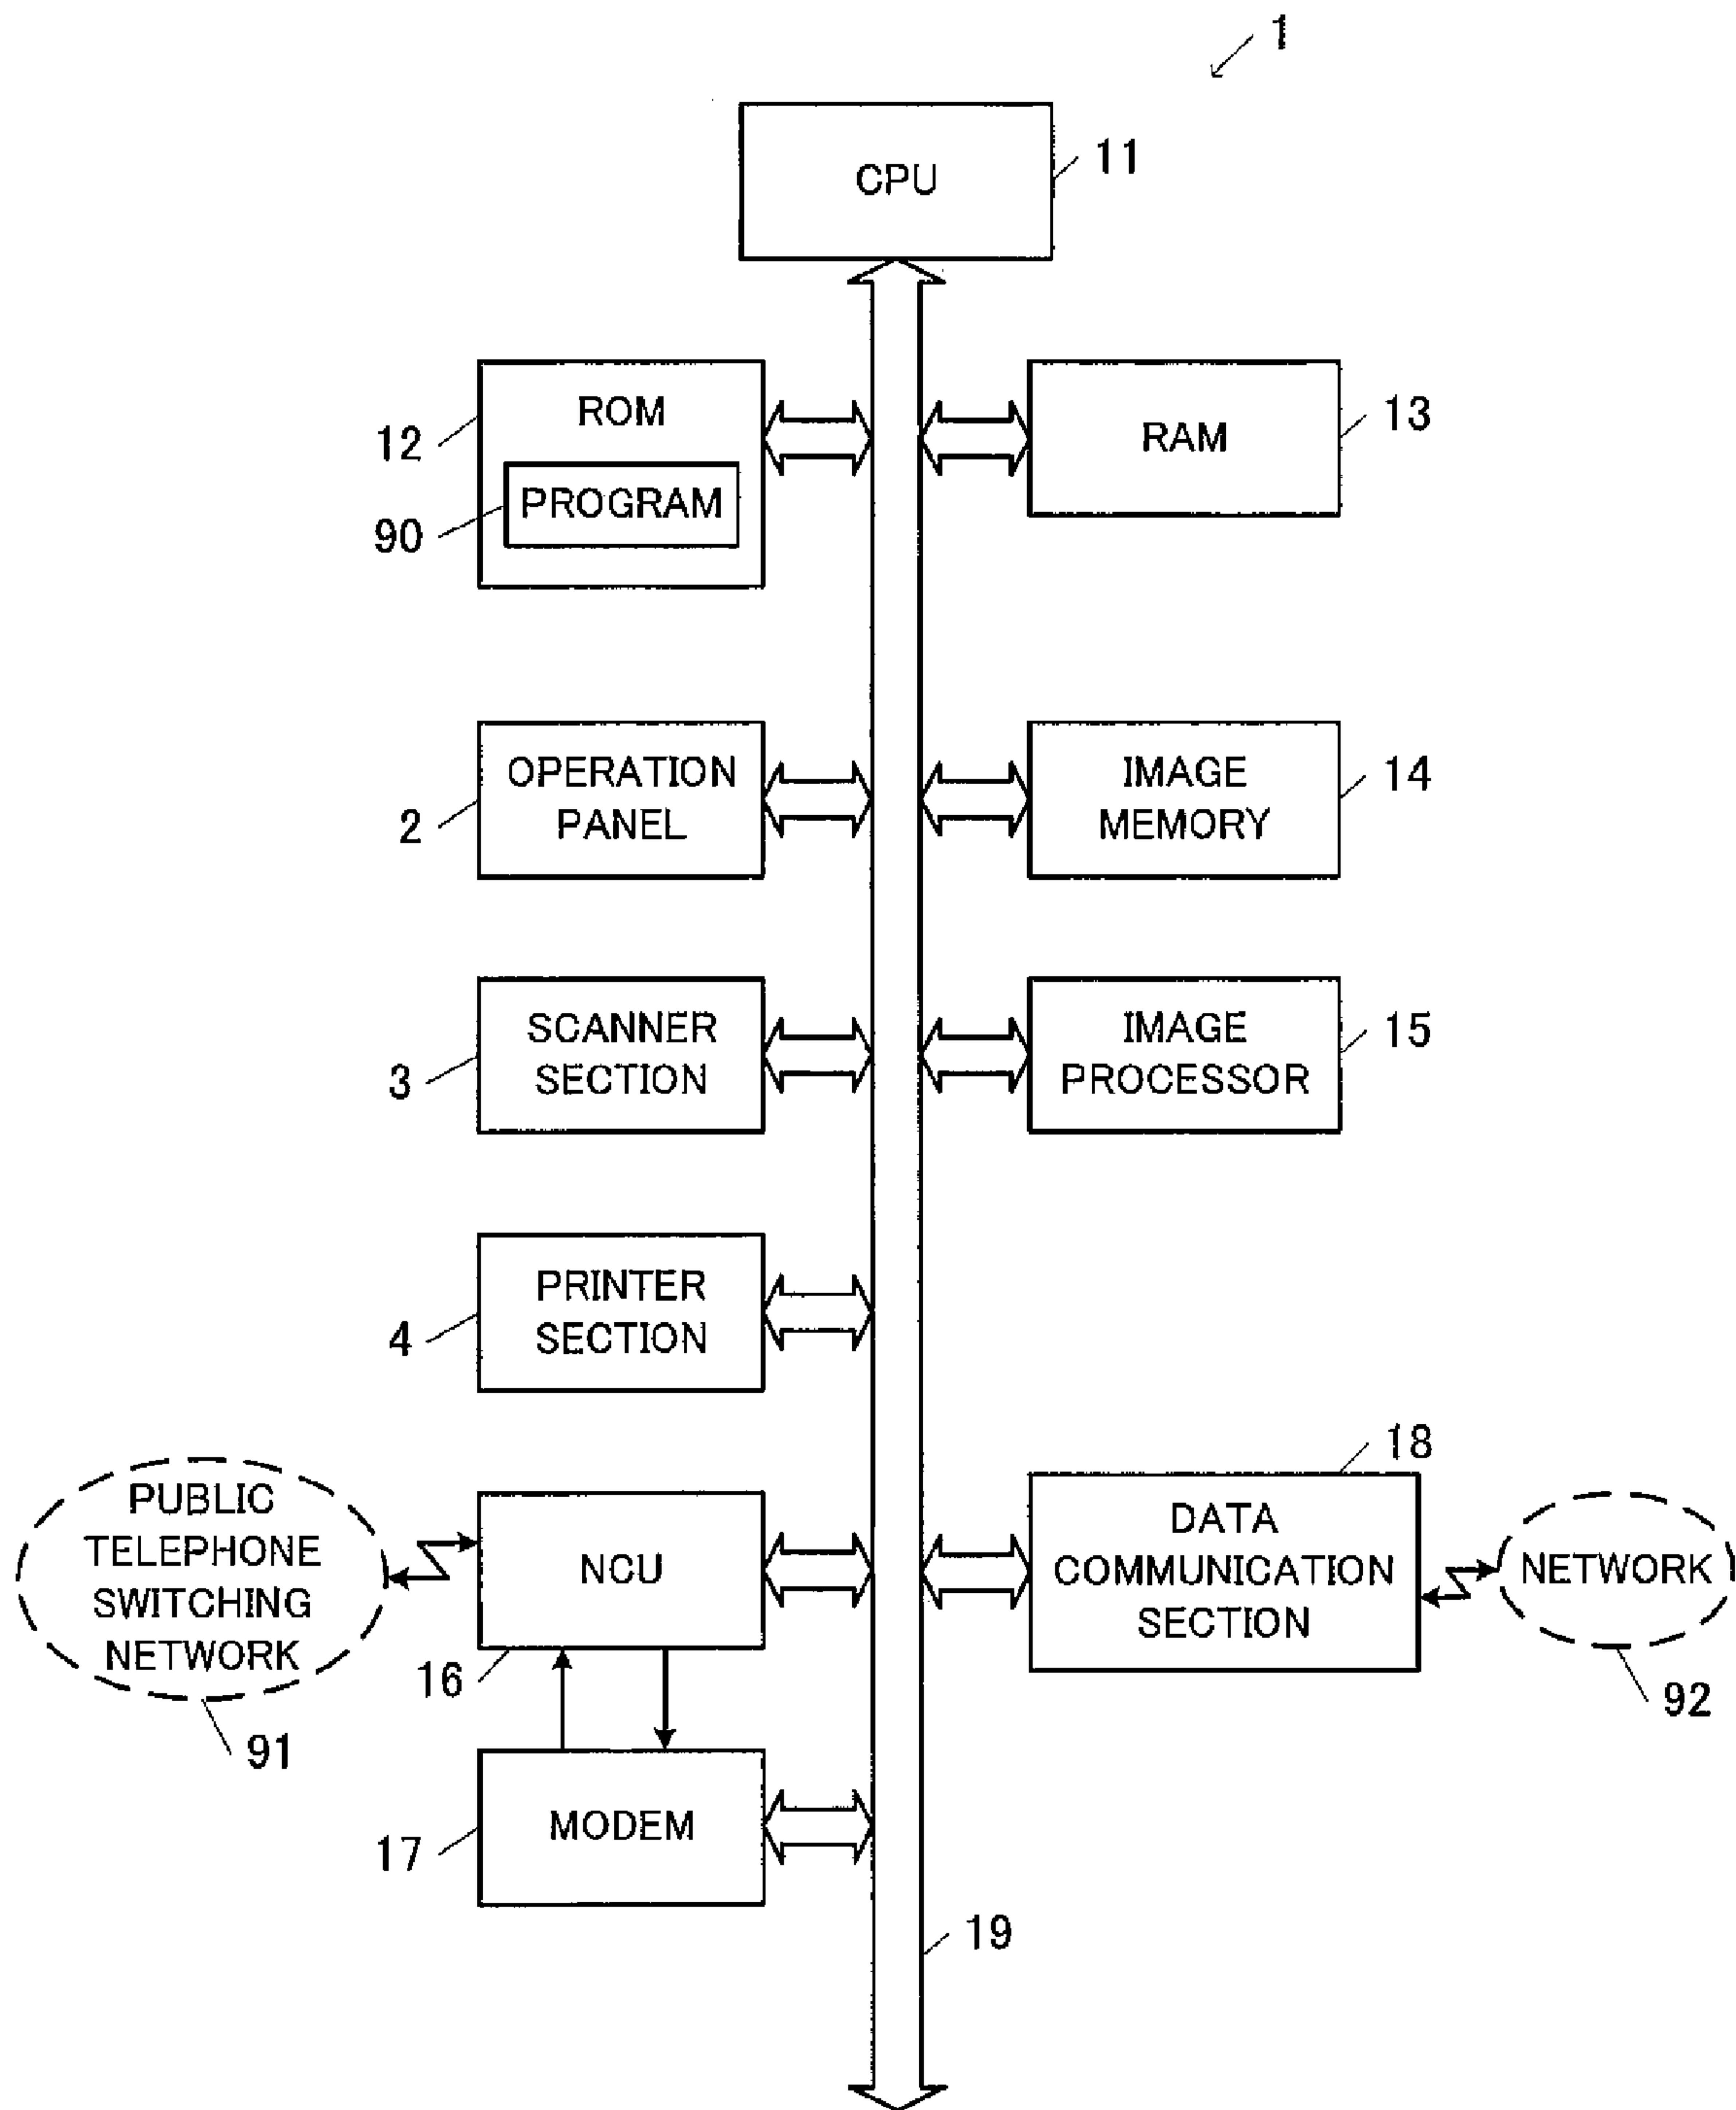 1
CPU
11
ROM
12
PROGRAM
90
RAM
13
OPERATION
PANEL
2
IMAGE
MEMORY
14
SCANNER
SECTION
3
IMAGE
PROCESSOR
15
PRINTER
SECTION
4
PUBLIC
TELEPHONE
SWITCHING
NETWORK
91
NCU
16
18
DATA
COMMUNICATION
SECTION
NETWORK
92
MODEM
17
19